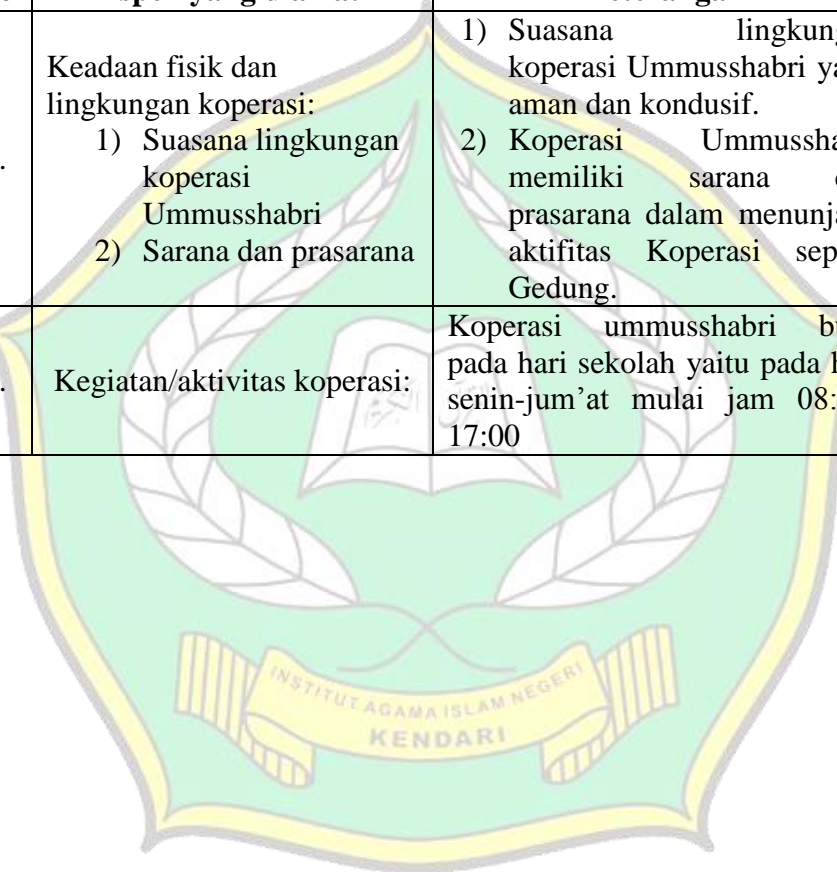 yang
Keadaan fisik dan
lingkungan koperasi:
1) Suasana lingkungan
koperasi
Ummusshabri
2) Sarana dan prasarana
1) Suasana
koperasi Ummusshabri
aman dan kondusif.
2) Koperasi
memiliki sarana
prasarana dalam
aktifitas Koperasi
Gedung.
Kegiatan/aktivitas koperasi:
Koperasi ummusshabri
pada hari sekolah yaitu pada
senin-jum’at mulai jam
17:00
INSTITUT AGAMA ISLAM NEGERI
KENDARI